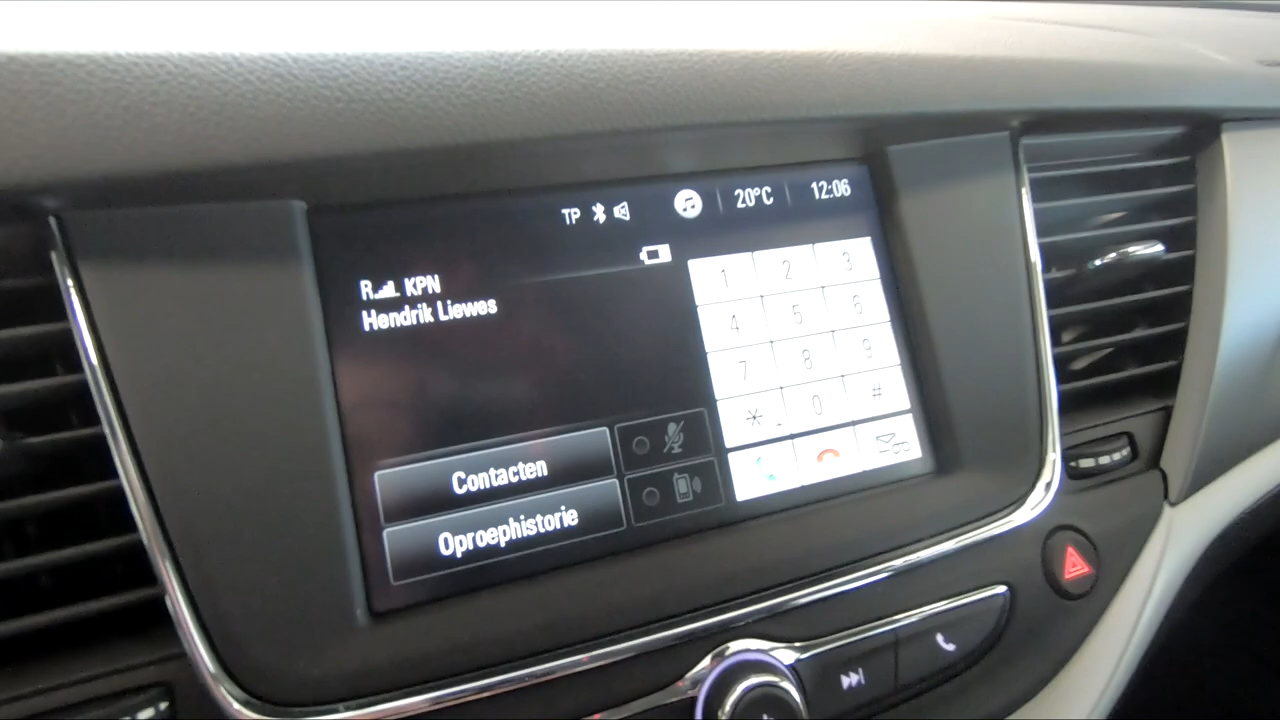 TP 20°C 12:06
R KPN
Hendrik Liewes
1 2 3
4 5 6
7 8 9
* 0 #
Contacten
Oproephistorie